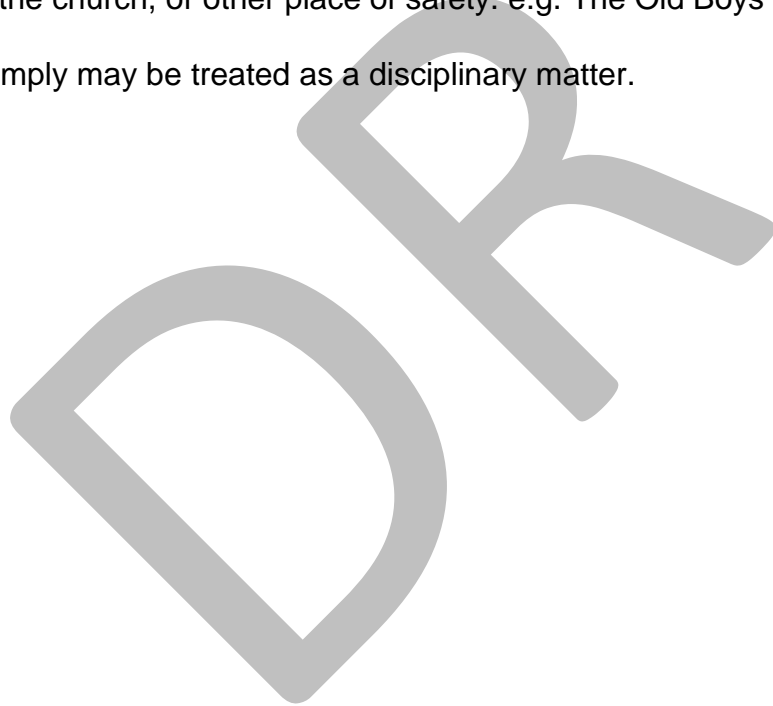 the church, or other place of safety: e.g. The Old Boys
mply may be treated as a disciplinary matter.
DR